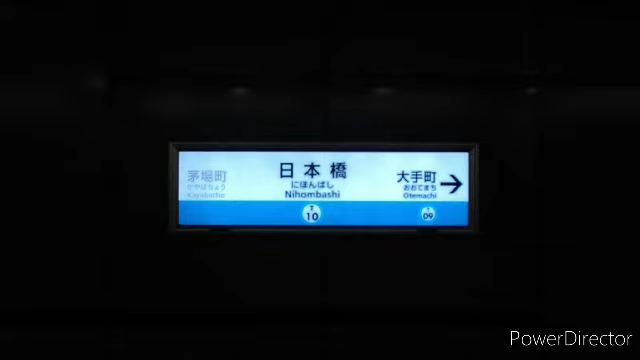 茅場町
かやばちょう
Kayabacho
日本橋
にほんばし
Nihombashi
T
10
大手町
おおてまち
Otemachi
T
09
PowerDirector